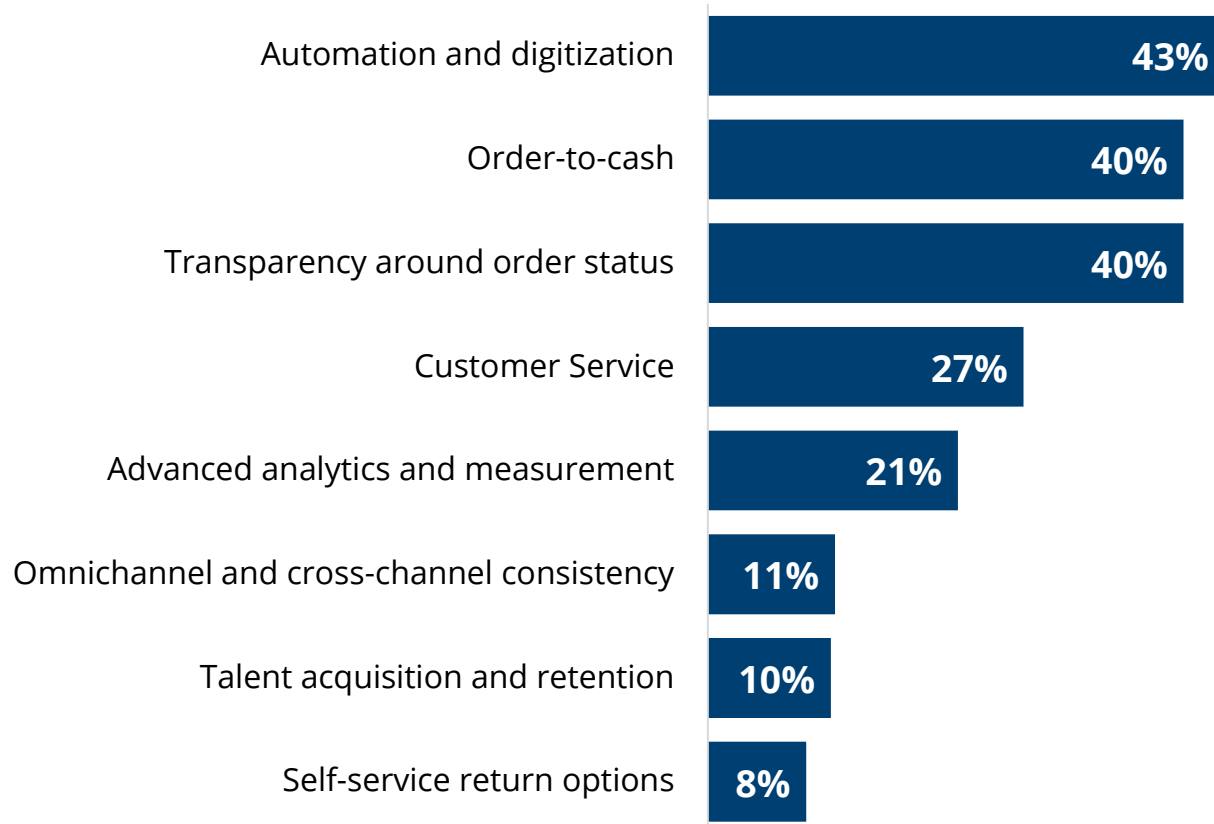 Automation and digitization 43%
Order-to-cash 40%
Transparency around order status 40%
Customer Service 27%
Advanced analytics and measurement 21%
Omnichannel and cross-channel consistency 11%
Talent acquisition and retention 10%
Self-service return options 8%